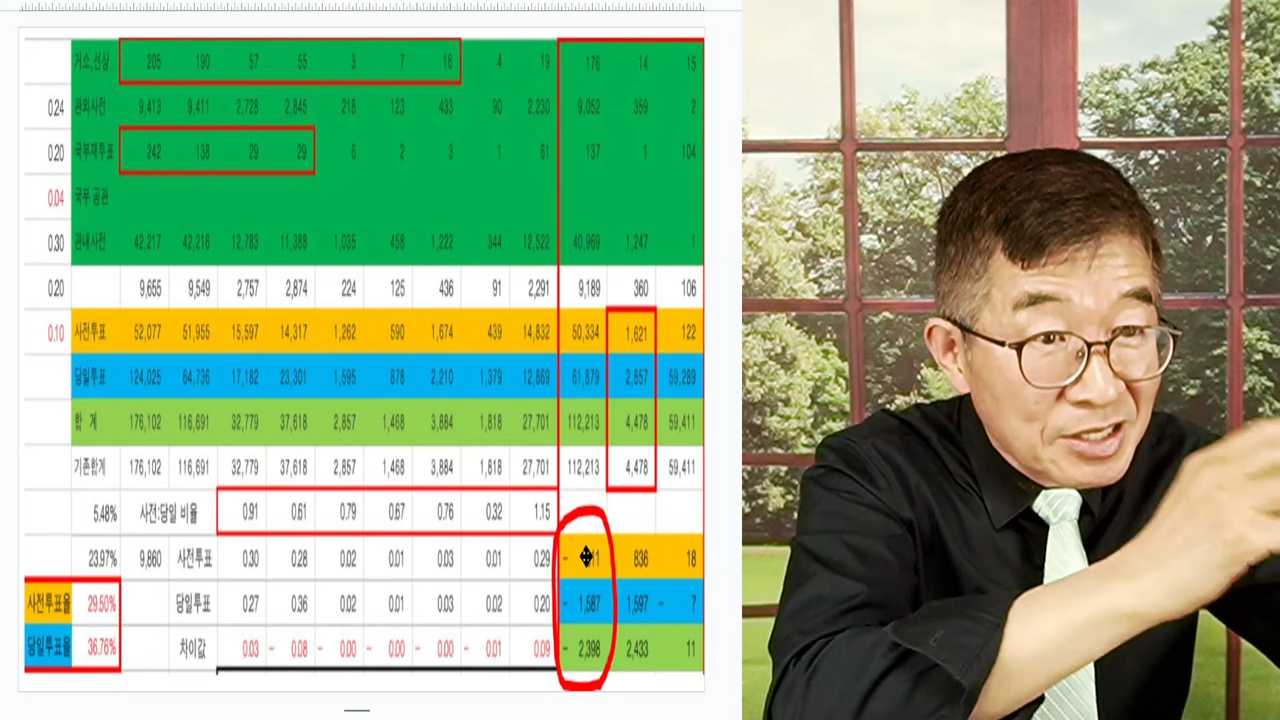 거소,선상 205 190 57 55 3 7 16 4 19 176 14 15
0.24 관외사전 9,413 9,411 2,728 2,845 218 123 433 90 2,230 9,052 359 2
0.20 국부재투표 242 138 29 29 6 2 3 1 61 137 1 104
0.04 국부 공관
0.30 관내사전 42,217 42,216 12,783 11,388 1,035 458 1,222 344 12,522 40,969 1,247 1
0.20 9,655 9,549 2,757 2,874 224 125 436 91 2,291 9,189 360 106
0.10 사전투표 52,077 51,955 15,597 14,317 1,262 590 1,674 439 14,832 50,334 1,621 122
당일투표 124,025 64,736 17,182 23,301 1,595 878 2,210 1,379 12,869 61,879 2,857 59,289
합 계 176,102 116,691 32,779 37,618 2,857 1,468 3,884 1,818 27,701 112,213 4,478 59,411
기존합계 176,102 116,691 32,779 37,618 2,857 1,468 3,884 1,818 27,701 112,213 4,478 59,411
5.48% 사전:당일 비율 0.91 0.61 0.79 0.67 0.76 0.32 1.15
23.97% 9,860 사전투표 0.30 0.28 0.02 0.01 0.03 0.01 0.29 - 836 18
사전투표율 29.50% 당일투표 0.27 0.36 0.02 0.01 0.03 0.02 0.20 - 1,587 1,597 - 7
당일투표율 36.76% 차이값 0.03 - 0.08 - 0.00 - 0.00 - 0.00 - 0.01 0.09 - 2,398 2,433 11